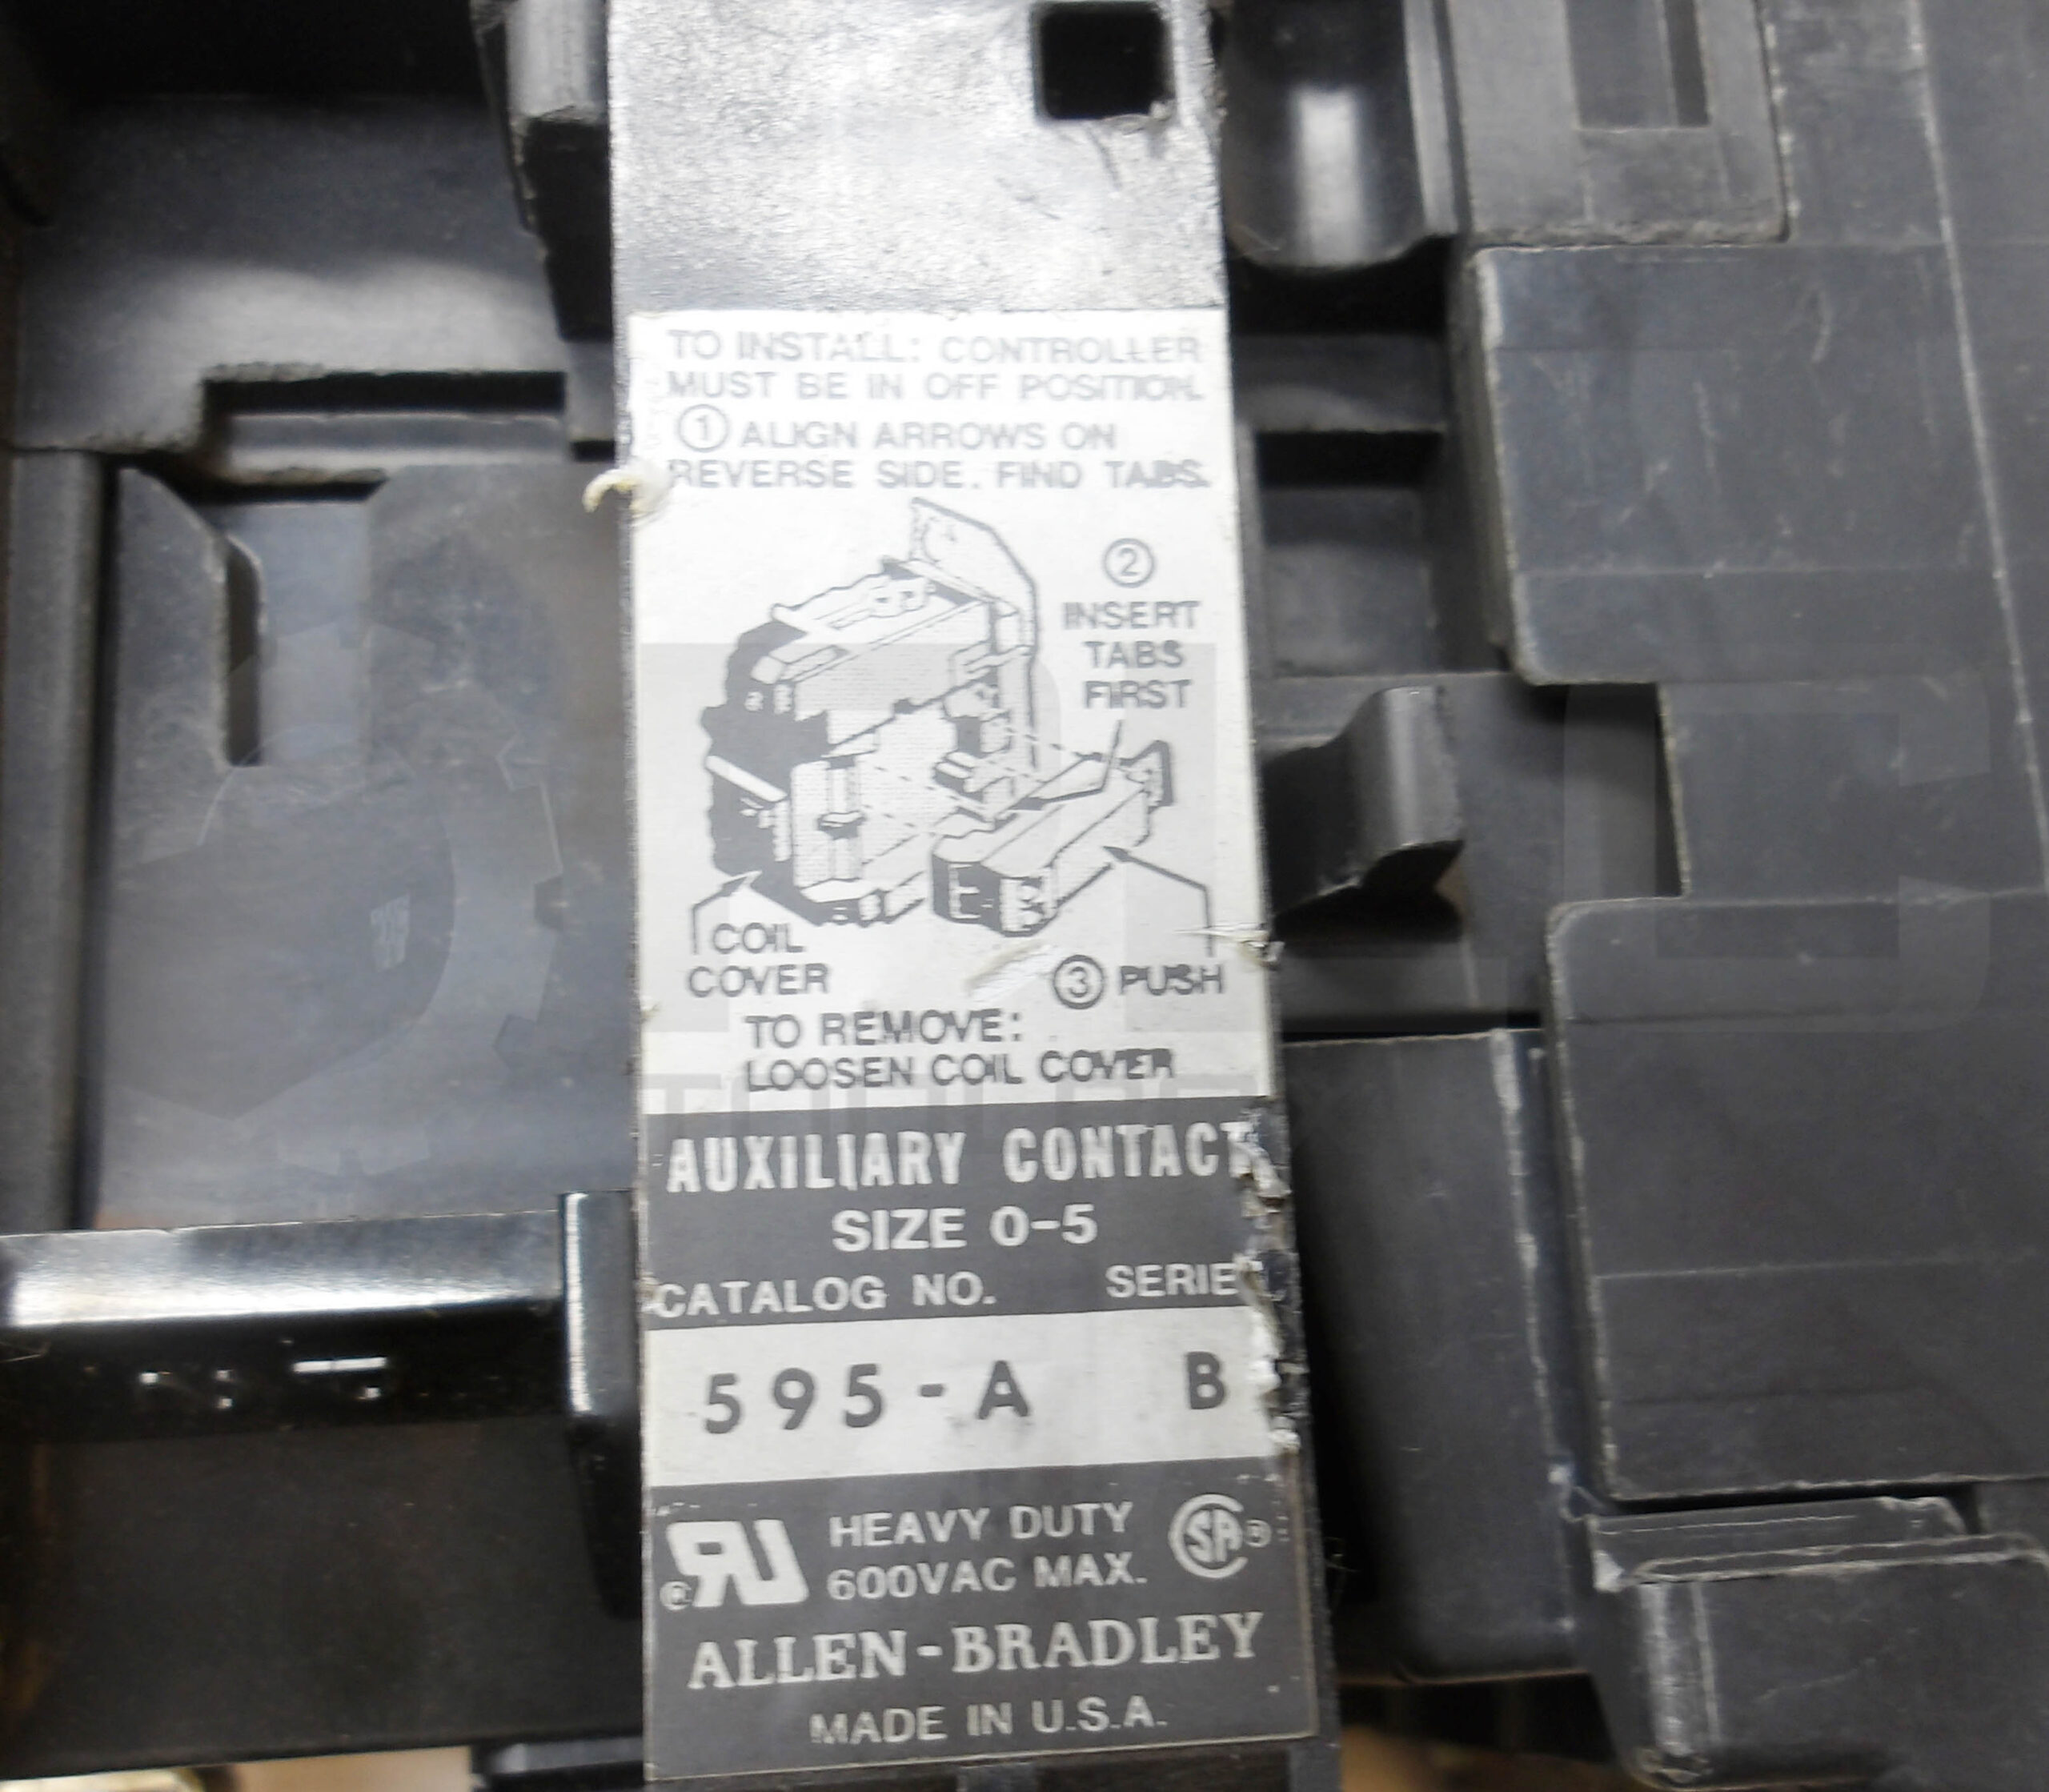 TO INSTALL: CONTROLLER
MUST BE IN OFF POSITION.
① ALIGN ARROWS ON
REVERSE SIDE. FIND TABS.
②
INSERT
TABS
FIRST
COIL
COVER
③ PUSH
TO REMOVE:
LOOSEN COIL COVER
AUXILIARY CONTACT
SIZE 0-5
CATALOG NO. SERIE
595-A B
HEAVY DUTY
600VAC MAX.
SA
ALLEN-BRADLEY
MADE IN U.S.A.